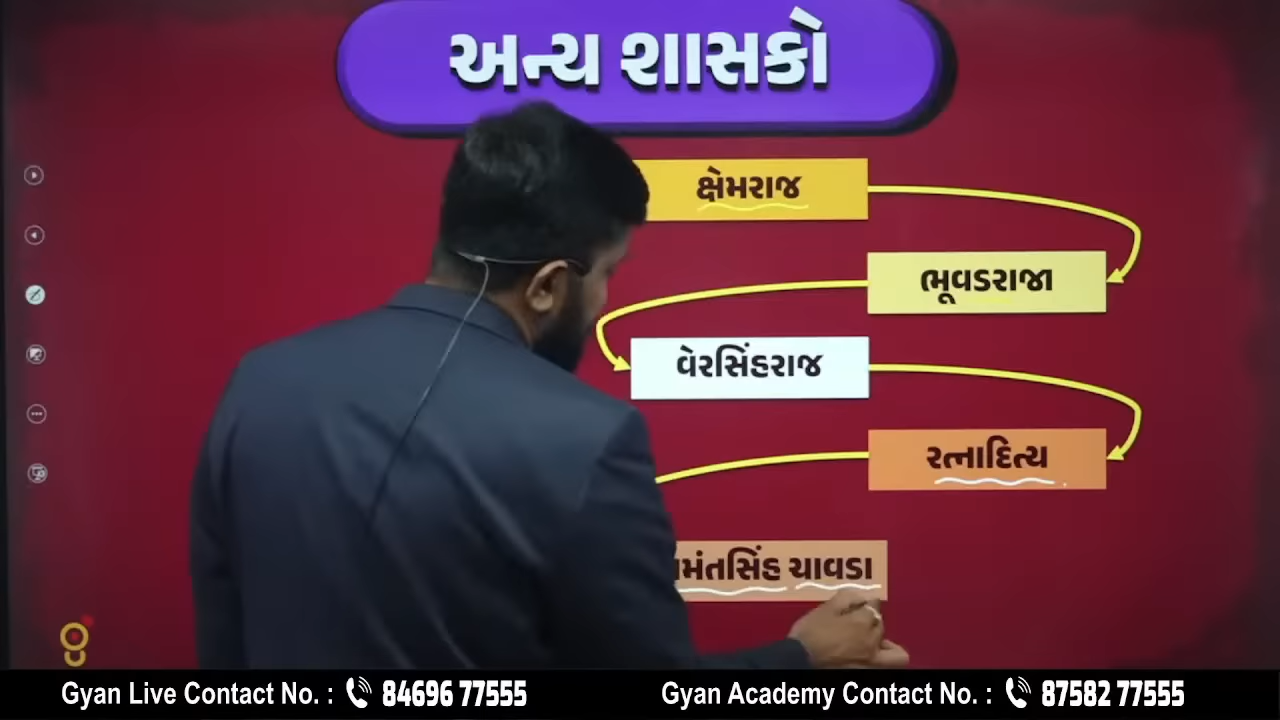 અન્ય શાસકો
ક્ષેમરાજ
ભૂવડરાજા
વેરસિંહરાજ
રત્નાદિત્ય
ચાવડા
Gyan Live Contact No. : 84696 77555
Gyan Academy Contact No. : 87582 77555